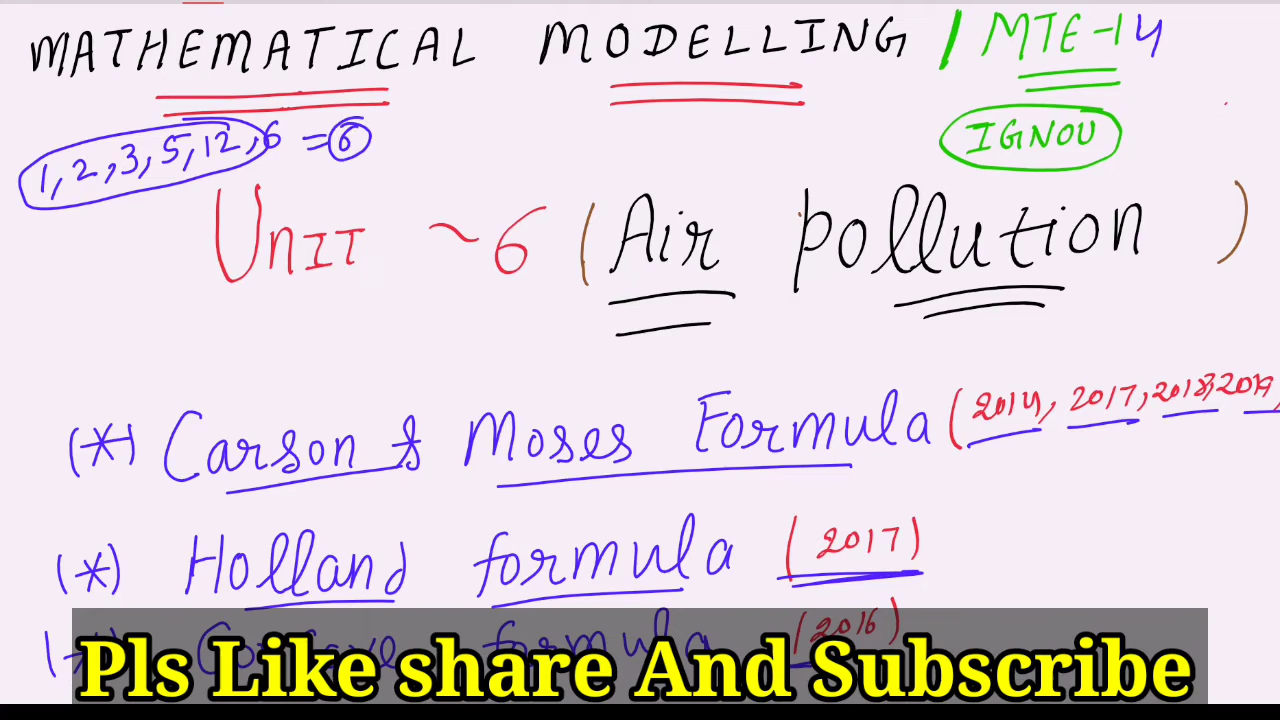 MATHEMATICAL MODELLING / MTE-14
1, 2, 3, 5, 12, 6 = 6
IGNOU
UNIT ~ 6 (Air pollution)
(*) Carson & Moses Formula (2014, 2017, 2018, 2019,
(*) Holland formula (2017)
(*) formula (2016)
Pls Like share And Subscribe